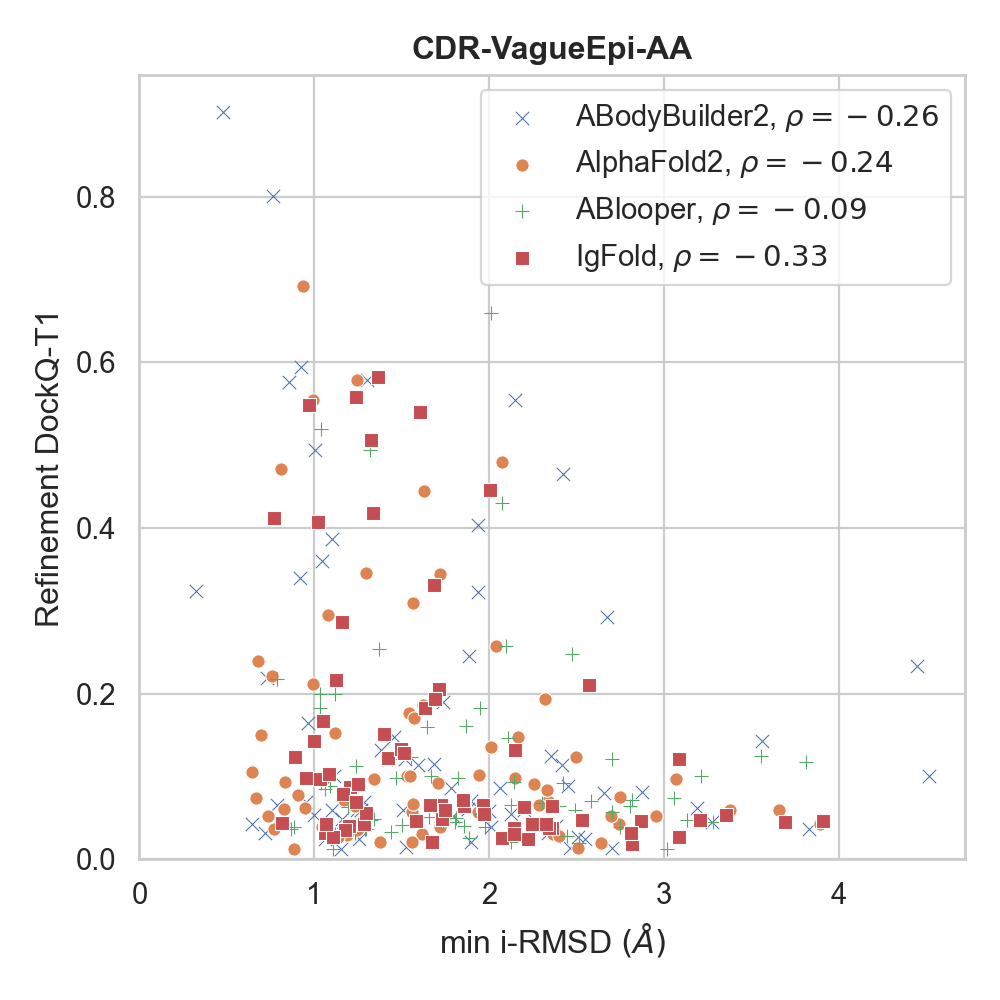 CDR-VagueEpi-AA
ABodyBuilder2, ρ = −0.26
AlphaFold2, ρ = −0.24
ABlooper, ρ = −0.09
IgFold, ρ = −0.33
Refinement DockQ-T1
0.8
0.6
0.4
0.2
0.0
0 1 2 3 4
min i-RMSD (Å)